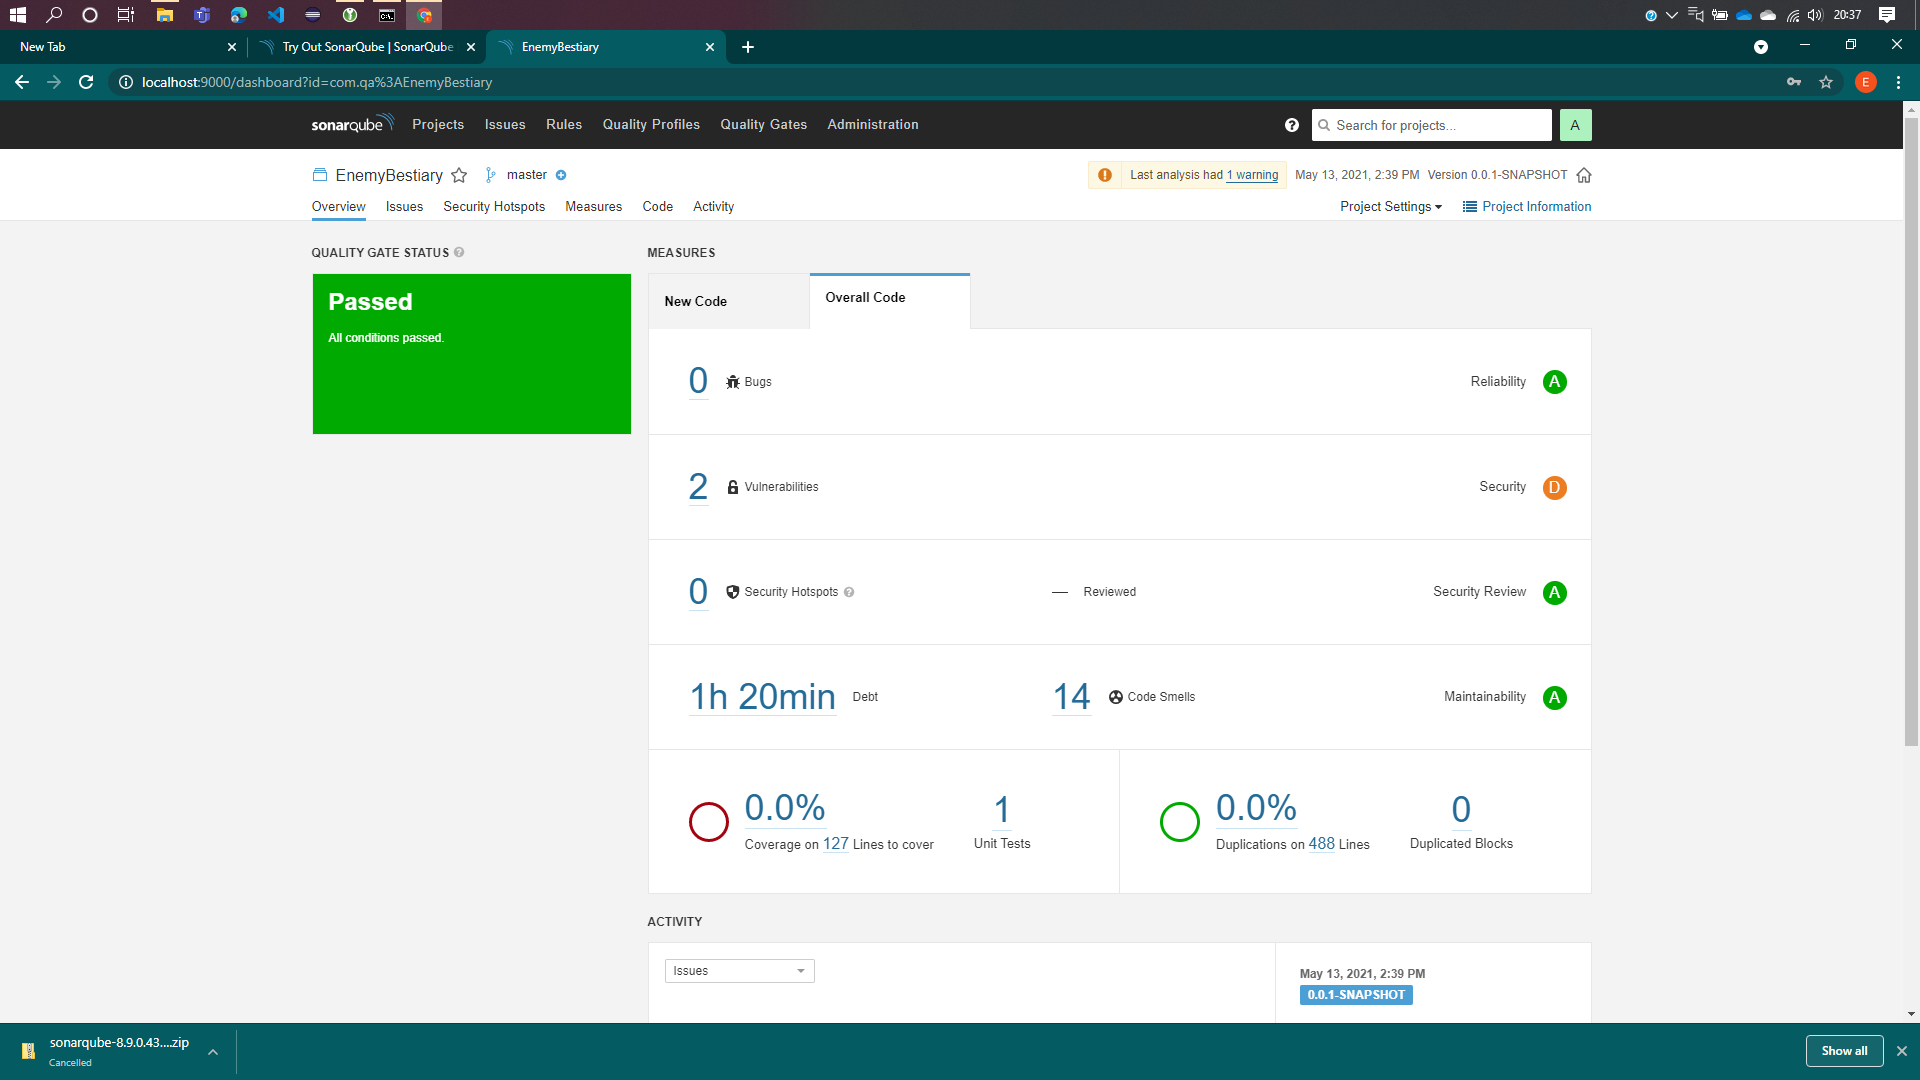 20:37
New Tab
Try Out SonarQube | SonarQube
EnemyBestiary
localhost:9000/dashboard?id=com.qa%3AEnemyBestiary
E
sonarqube Projects Issues Rules Quality Profiles Quality Gates Administration
Search for projects...
A
EnemyBestiary master
Last analysis had 1 warning May 13, 2021, 2:39 PM Version 0.0.1-SNAPSHOT
Overview Issues Security Hotspots Measures Code Activity
Project Settings Project Information
QUALITY GATE STATUS
Passed
All conditions passed.
MEASURES
New Code
Overall Code
0 Bugs Reliability A
2 Vulnerabilities Security D
0 Security Hotspots — Reviewed Security Review A
1h 20min Debt 14 Code Smells Maintainability A
0.0%
Coverage on 127 Lines to cover
1
Unit Tests
0.0%
Duplications on 488 Lines
0
Duplicated Blocks
ACTIVITY
Issues
May 13, 2021, 2:39 PM
0.0.1-SNAPSHOT
sonarqube-8.9.0.43....zip
Cancelled
Show all